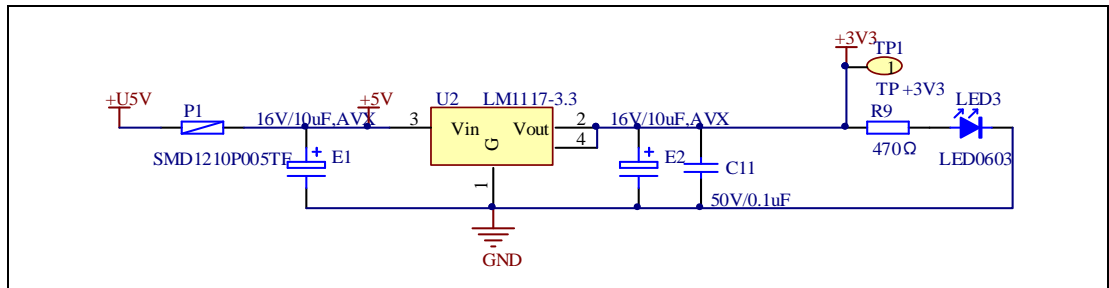 +3V3
TP1
1
+U5V
+5V
U2
LM1117-3.3
TP +3V3
P1
R9
LED3
16V/10uF,AVX
3
Vin
Vout
2
4
16V/10uF,AVX
G
SMD1210P005TF
E1
E2
C11
470Ω
LED0603
1
50V/0.1uF
GND